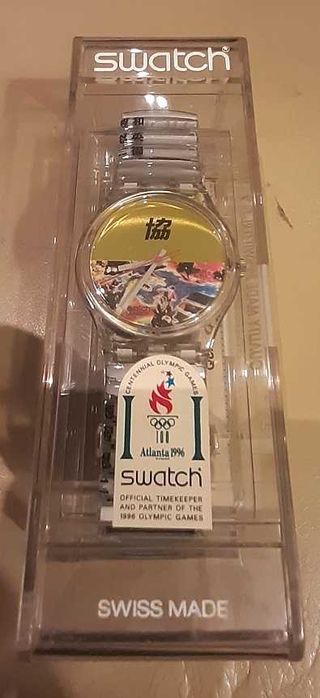 swatch
協
CENTENNIAL OLYMPIC GAMES
100
Atlanta 1996
swatch
OFFICIAL TIMEKEEPER
AND PARTNER OF THE
1996 OLYMPIC GAMES
SWISS MADE